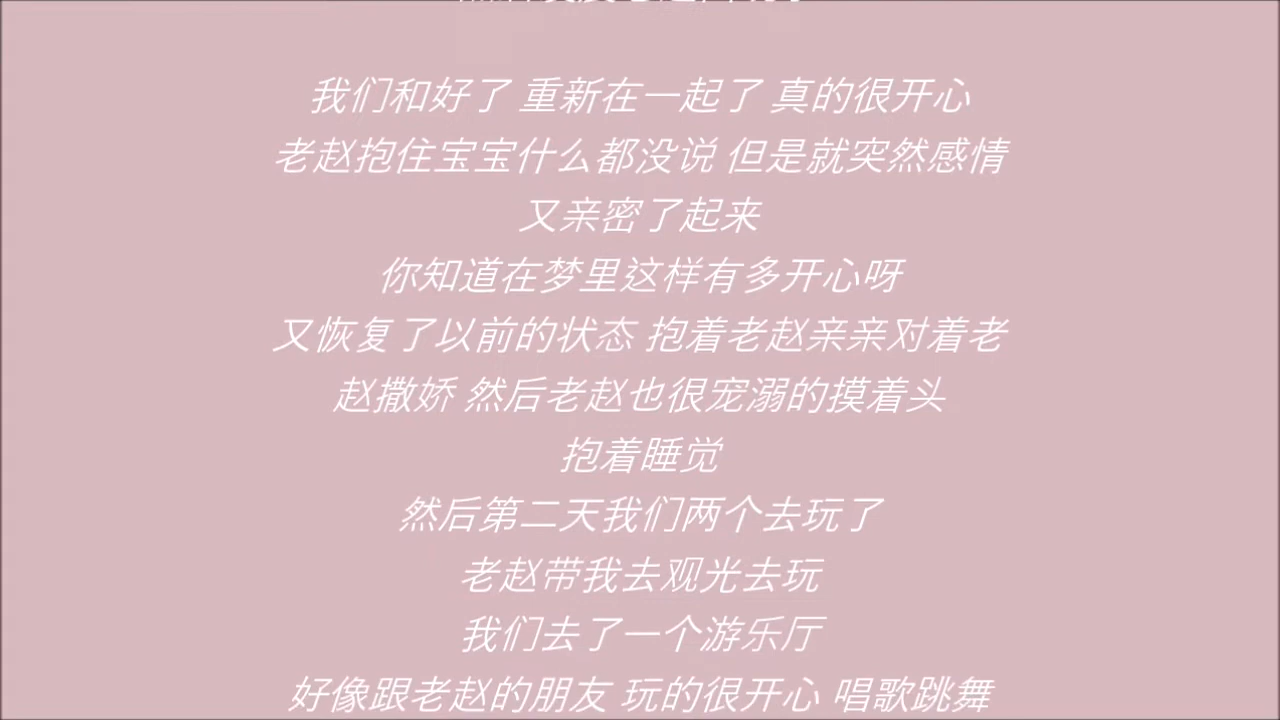 我们和好了 重新在一起了 真的很开心
老赵抱住宝宝什么都没说 但是就突然感情
又亲密了起来
你知道在梦里这样有多开心呀
又恢复了以前的状态 抱着老赵亲亲对着老
赵撒娇 然后老赵也很宠溺的摸着头
抱着睡觉
然后第二天我们两个去玩了
老赵带我去观光去玩
我们去了一个游乐厅
好像跟老赵的朋友 玩的很开心 唱歌跳舞